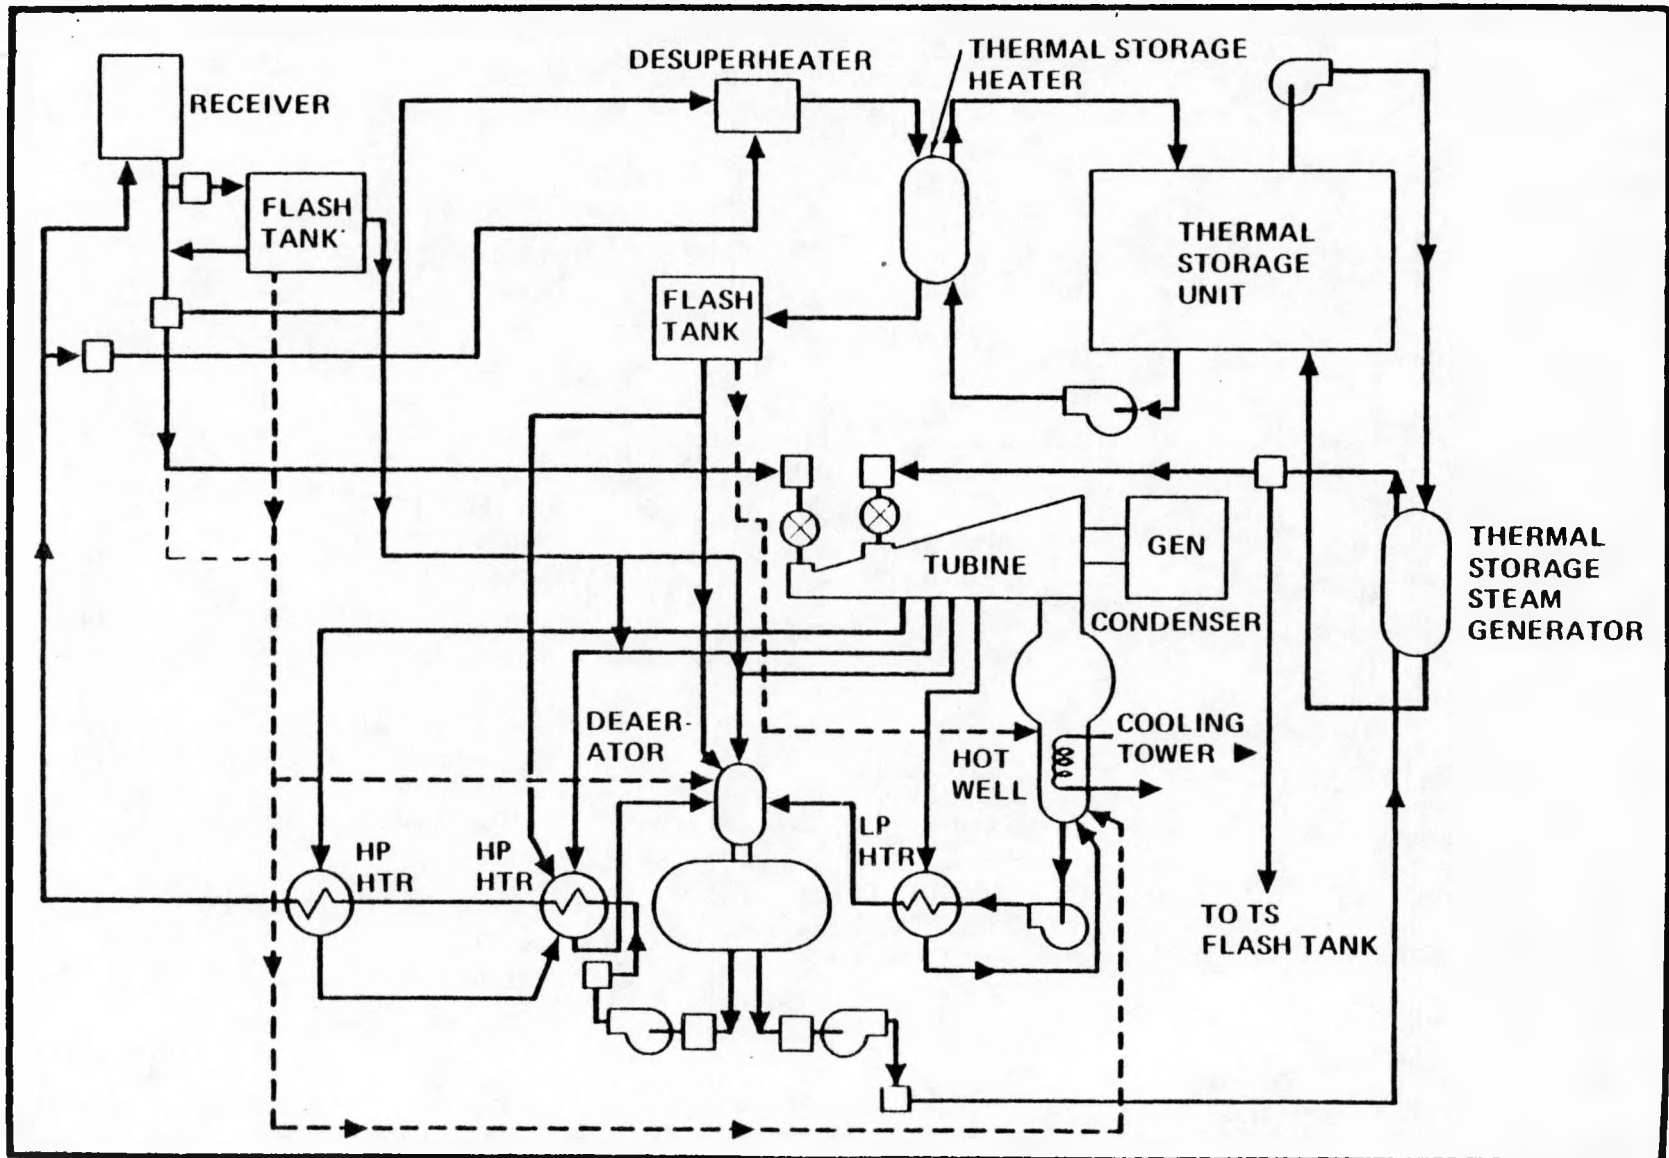 DESUPERHEATER
THERMAL STORAGE
HEATER
RECEIVER
FLASH
TANK
THERMAL
STORAGE
UNIT
FLASH
TANK
TUBINE
GEN
THERMAL
STORAGE
STEAM
GENERATOR
CONDENSER
DEAER-
ATOR
COOLING
TOWER
HOT
WELL
HP
HTR
HP
HTR
LP
HTR
TO TS
FLASH TANK